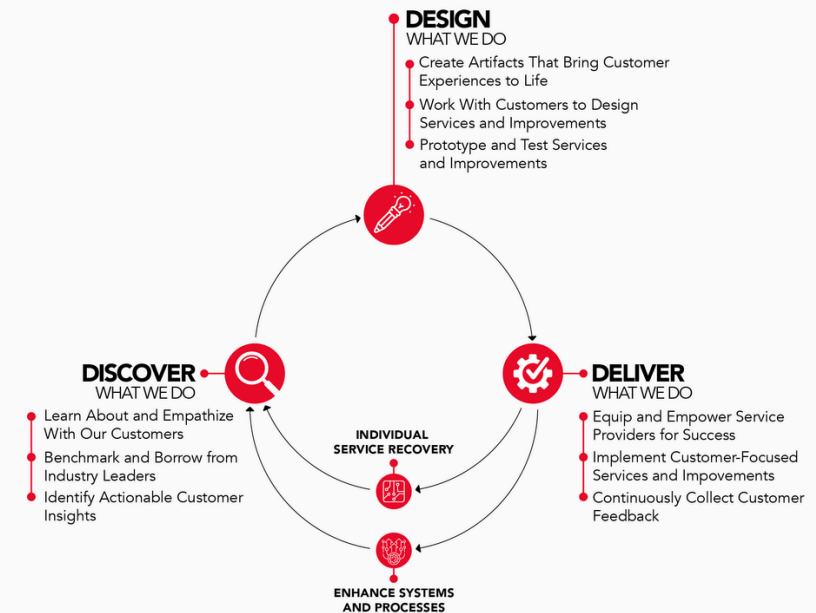 DESIGN
WHAT WE DO
Create Artifacts That Bring Customer
Experiences to Life
Work With Customers to Design
Services and Improvements
Prototype and Test Services
and Improvements
DISCOVER
WHAT WE DO
Learn About and Empathize
With Our Customers
Benchmark and Borrow from
Industry Leaders
Identify Actionable Customer
Insights
DELIVER
WHAT WE DO
Equip and Empower Service
Providers for Success
Implement Customer-Focused
Services and Impovements
Continuously Collect Customer
Feedback
INDIVIDUAL
SERVICE RECOVERY
ENHANCE SYSTEMS
AND PROCESSES